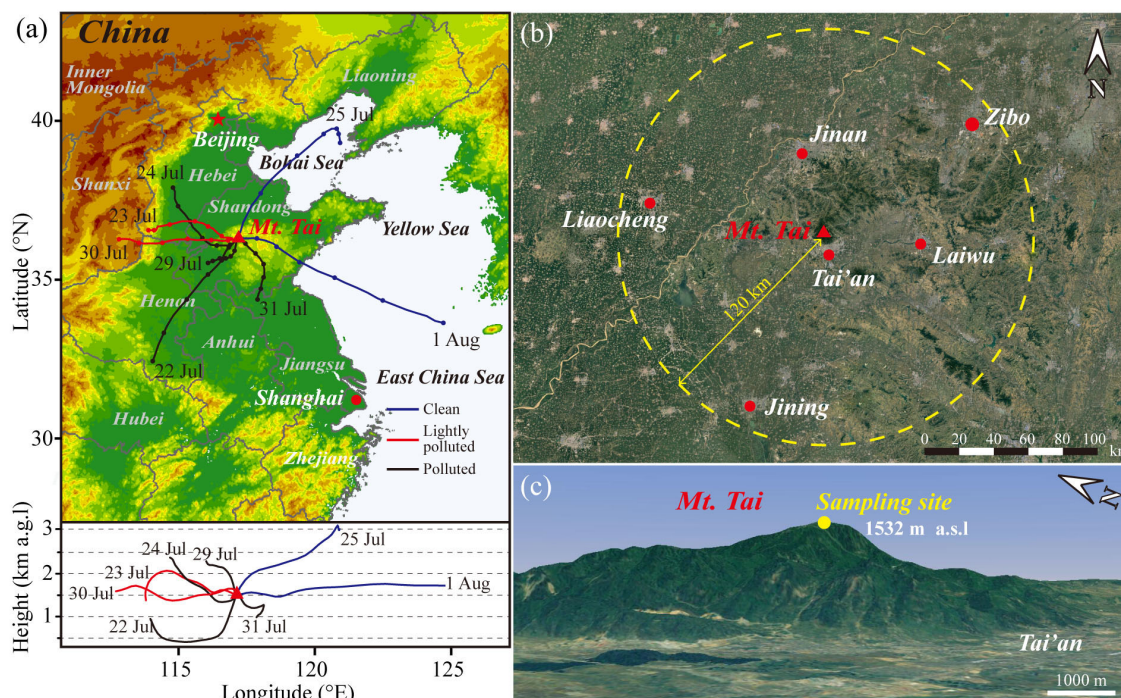 (a)
China
Inner
Mongolia
Liaoning
25 Jul
40
Beijing
Bohai Sea
24 Jul
Hebei
Shanxi
Shandong
23 Jul
Mt. Tai
Yellow Sea
30 Jul
29 Jul
35
Henan
31 Jul
1 Aug
Anhui
22 Jul
Jiangsu
East China Sea
Shanghai
Clean
Hubei
Lightly
polluted
30
Zhejiang
Polluted
Latitude (°N)
3
24 Jul
29 Jul
25 Jul
2
23 Jul
30 Jul
1 Aug
1
22 Jul
31 Jul
Height (km a.g.l)
115
120
125
Longitude (°E)
(b)
N
Zibo
Jinan
Liaocheng
Mt. Tai
Laiwu
Tai'an
120 km
Jining
0 20 40 60 80 100
km
(c)
Mt. Tai
Sampling site
N
1532 m a.s.l
Tai'an
1000 m